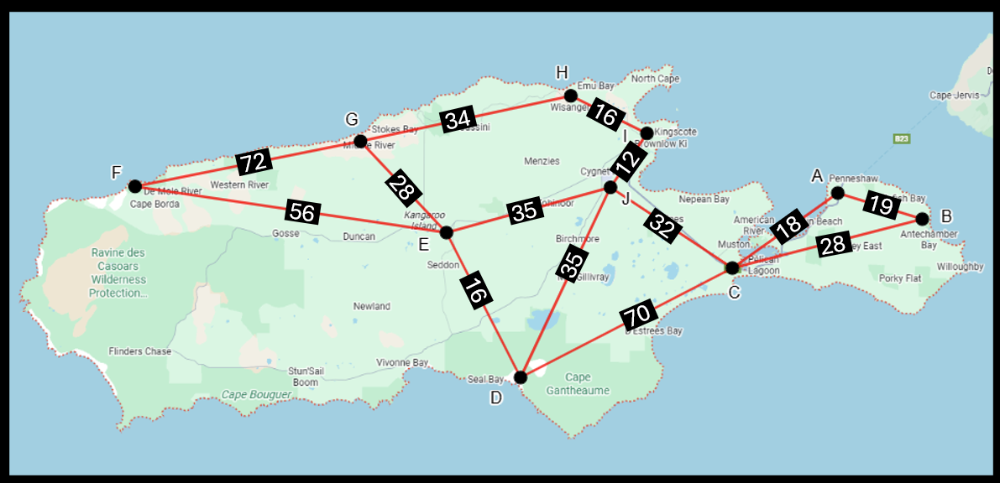 H
North Cape
Emu Bay
Cape Jervis
34
16
G
Stokes Bay
I
Kingscote
B23
72
12
Menzies
F
Cygnet
A
Penneshaw
De Mole River
Western River
28
J
Nepean Bay
19
B
Cape Borda
56
35
Kangaroo
Island
32
18
American
River
28
Antechamber
Bay
Gosse
Duncan
E
Birchmore
Muston
Ravine des
Casoars
Wilderness
Protection...
Seddon
35
Pelican
Lagoon
Willoughby
Porky Flat
16
C
Newland
70
D'Estrees Bay
Flinders Chase
Vivonne Bay
Stun'Sail
Boom
Seal Bay
Cape
Gantheaume
Cape Bouguer
D